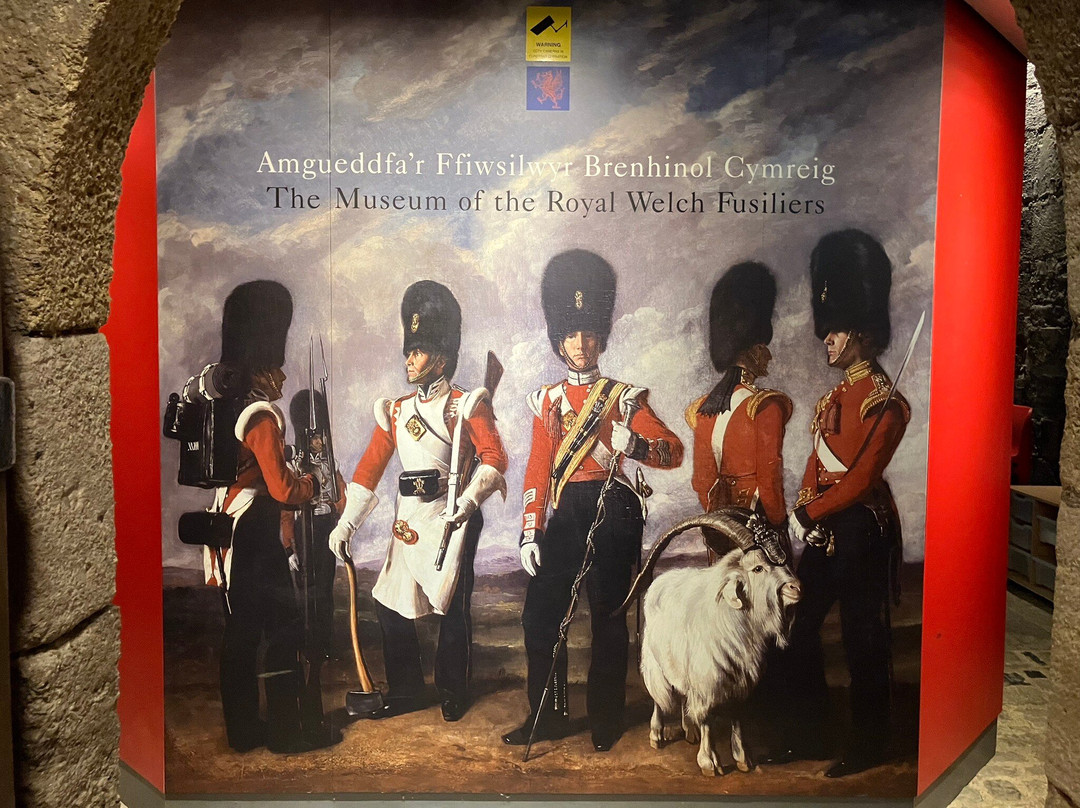 WARNING
Amgueddfa'r Ffiwsilwyr Brenhinol Cymreig
The Museum of the Royal Welch Fusiliers